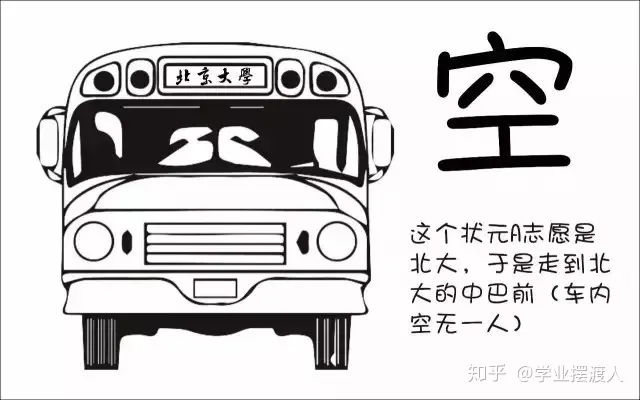 北京大學
空
这个状元A志愿是
北大，于是走到北
大的中巴前（车内
空无一人）
知乎 @学业摆渡人